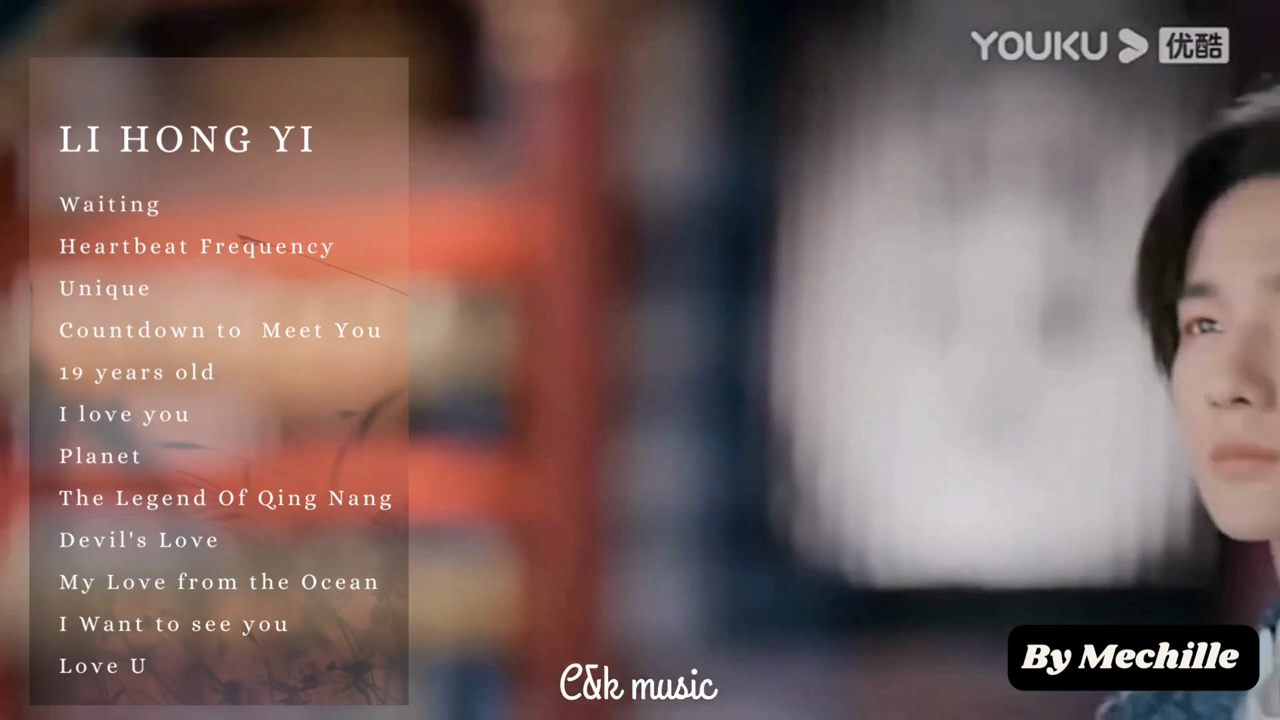 YOUKU 优酷
LI HONG YI
Waiting
Heartbeat Frequency
Unique
Countdown to Meet You
19 years old
I love you
Planet
The Legend Of Qing Nang
Devil's Love
My Love from the Ocean
I Want to see you
Love U
By Mechille
C&k music